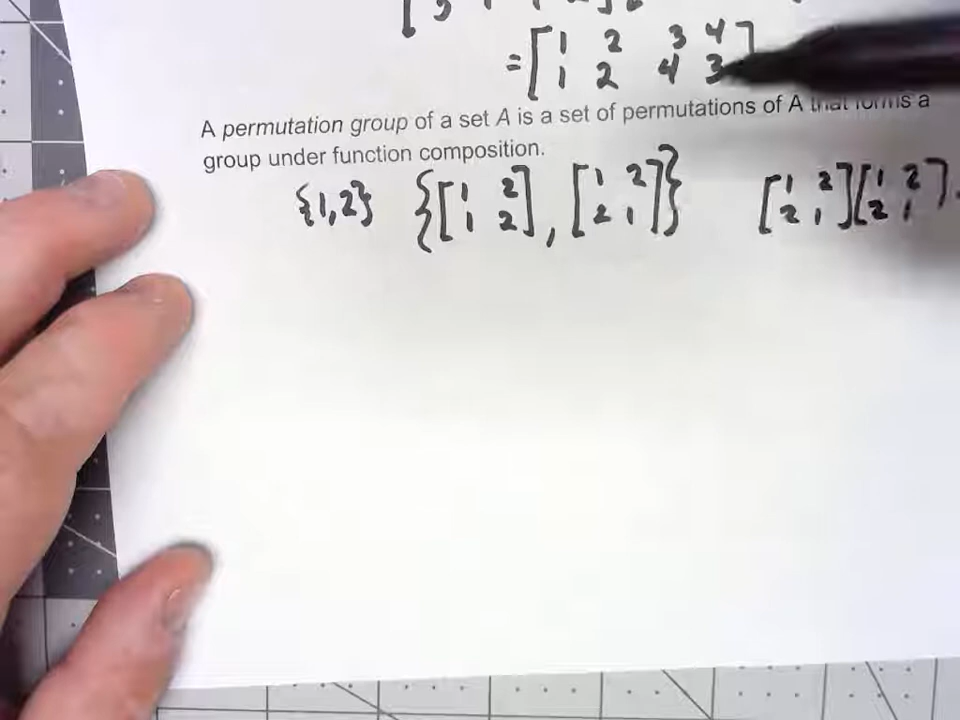 = [ 1 2 3 4 ]
1 2 4 3
A permutation group of a set A is a set of permutations of A that forms a
group under function composition.
{1,2} { [ 1 2 ] , [ 1 2 ] } [ 1 2 ] [ 1 2 ]
1 2 2 1 2 1 2 1